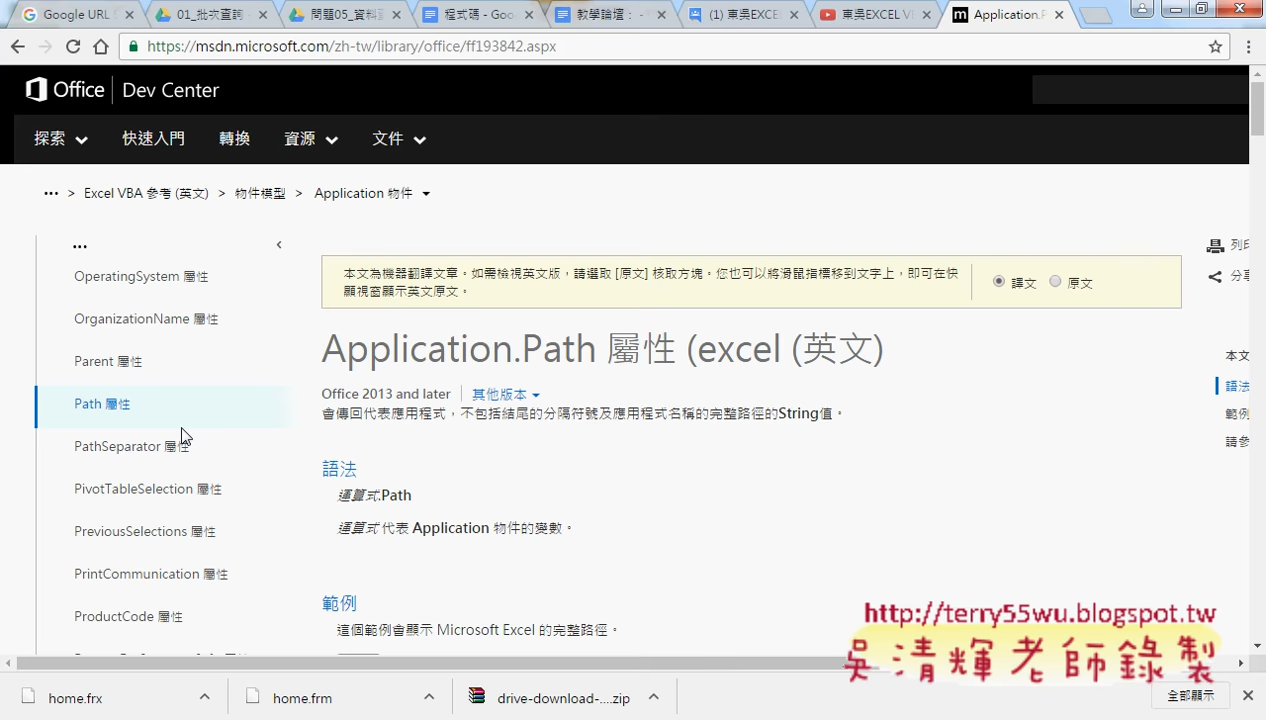 Google URL
01_批次查詢
問題05_資料
程式碼 - Goo
教學論壇： -
(1) 東吳EXCE
東吳EXCEL V
Application.P
https://msdn.microsoft.com/zh-tw/library/office/ff193842.aspx
Office Dev Center
探索 快速入門 轉換 資源 文件
... > Excel VBA 參考 (英文) > 物件模型 > Application 物件
...
OperatingSystem 屬性
OrganizationName 屬性
Parent 屬性
Path 屬性
PathSeparator 屬性
PivotTableSelection 屬性
PreviousSelections 屬性
PrintCommunication 屬性
ProductCode 屬性
本文為機器翻譯文章。如需檢視英文版，請選取 [原文] 核取方塊。您也可以將滑鼠指標移到文字上，即可在快
顯視窗顯示英文原文。
譯文 原文
Application.Path 屬性 (excel (英文)
Office 2013 and later 其他版本
會傳回代表應用程式，不包括結尾的分隔符號及應用程式名稱的完整路徑的String值。
語法
運算式.Path
運算式 代表 Application 物件的變數。
範例
這個範例會顯示 Microsoft Excel 的完整路徑。
列印
分享
本文
語法
範例
請參
http://terry55wu.blogspot.tw
吳清輝老師錄製
home.frx
home.frm
drive-download-....zip
全部顯示